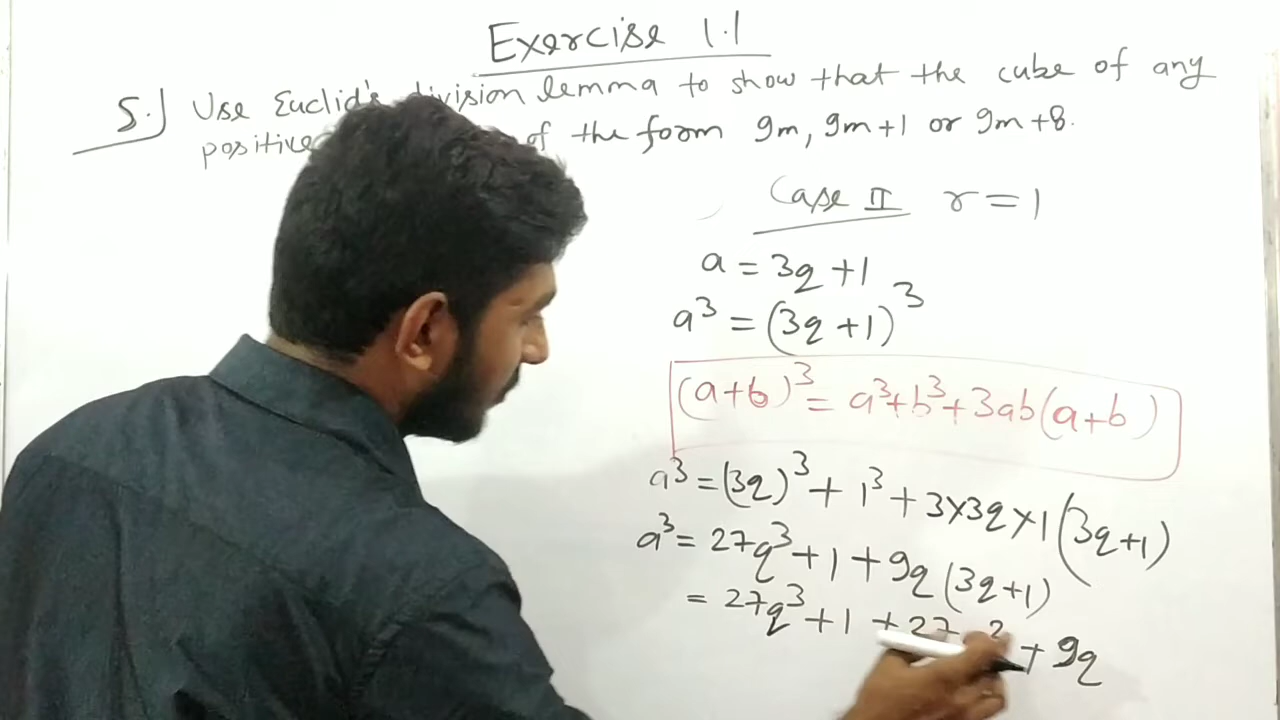 Exercise 1.1
5.) Use Euclid's division lemma to show that the cube of any
positive of the form 9m, 9m+1 or 9m+8.
Case II r = 1
a = 3q +1
a³ = (3q +1)³
(a+b)³ = a³+b³+3ab(a+b)
a³ = (3q)³ + 1³ + 3×3q×1(3q+1)
a³ = 27q³ + 1 + 9q(3q+1)
= 27q³ + 1 + 27 ² + 9q